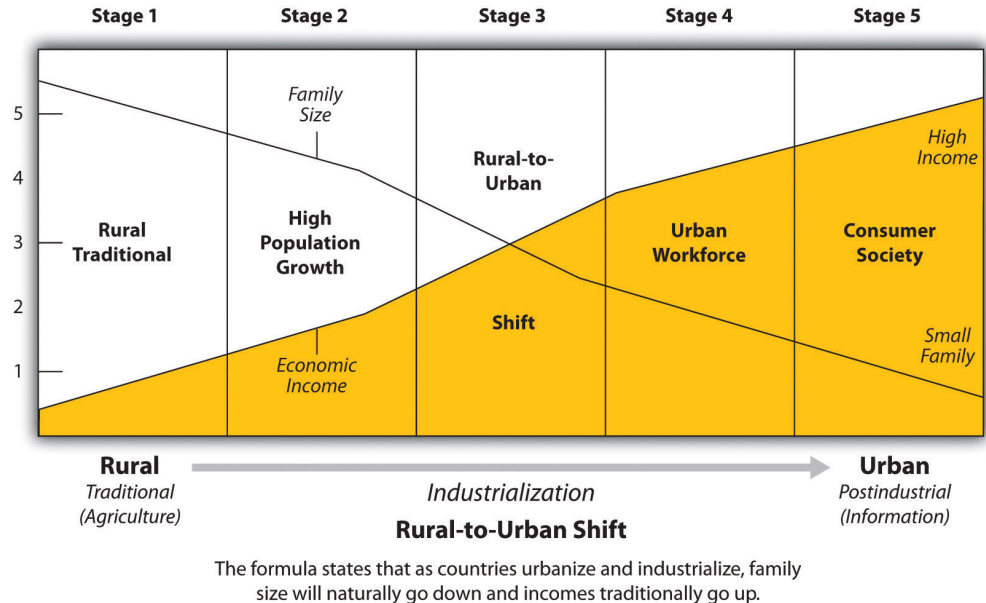 Stage 1
Stage 2
Stage 3
Stage 4
Stage 5
5
4
3
2
1
Family
Size
Rural
Traditional
High
Population
Growth
Economic
Income
Rural-to-
Urban
Shift
Urban
Workforce
Consumer
Society
High
Income
Small
Family
Rural
Traditional
(Agriculture)
Industrialization
Urban
Postindustrial
(Information)
Rural-to-Urban Shift
The formula states that as countries urbanize and industrialize, family
size will naturally go down and incomes traditionally go up.